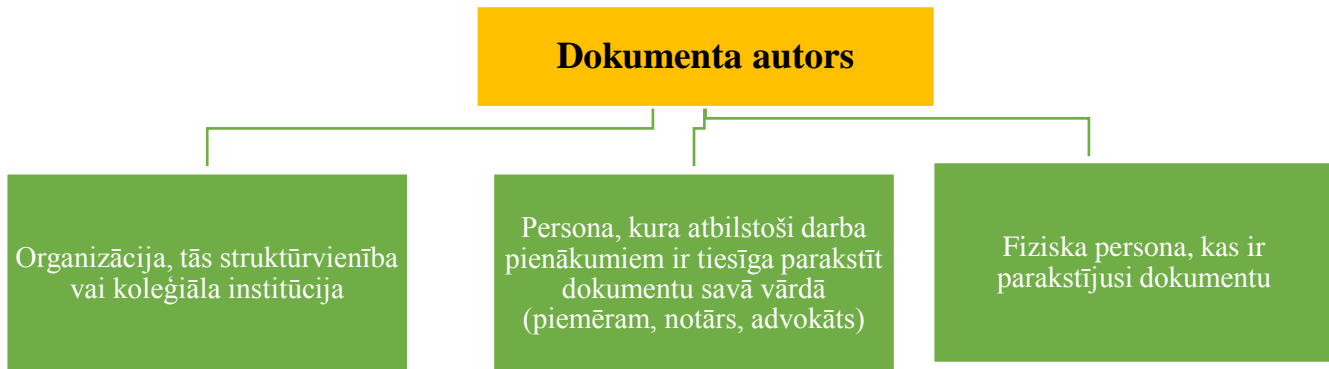 Dokumenta autors
Organizācija, tās struktūrvienība
vai koleģiāla institūcija
Persona, kura atbilstoši darba
pienākumiem ir tiesīga parakstīt
dokumentu savā vārdā
(piemēram, notārs, advokāts)
Fiziska persona, kas ir
parakstījusi dokumentu